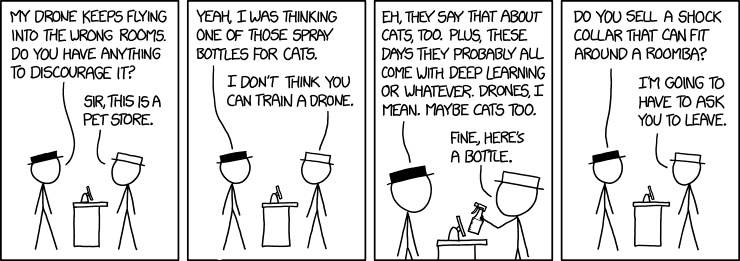 MY DRONE KEEPS FLYING
INTO THE WRONG ROOMS.
DO YOU HAVE ANYTHING
TO DISCOURAGE IT?
SIR, THIS IS A
PET STORE.
YEAH, I WAS THINKING
ONE OF THOSE SPRAY
BOTTLES FOR CATS.
I DON'T THINK YOU
CAN TRAIN A DRONE.
EH, THEY SAY THAT ABOUT
CATS, TOO. PLUS, THESE
DAYS THEY PROBABLY ALL
COME WITH DEEP LEARNING
OR WHATEVER. DRONES, I
MEAN. MAYBE CATS TOO.
FINE, HERE'S
A BOTTLE.
DO YOU SELL A SHOCK
COLLAR THAT CAN FIT
AROUND A ROOMBA?
I'M GOING TO
HAVE TO ASK
YOU TO LEAVE.